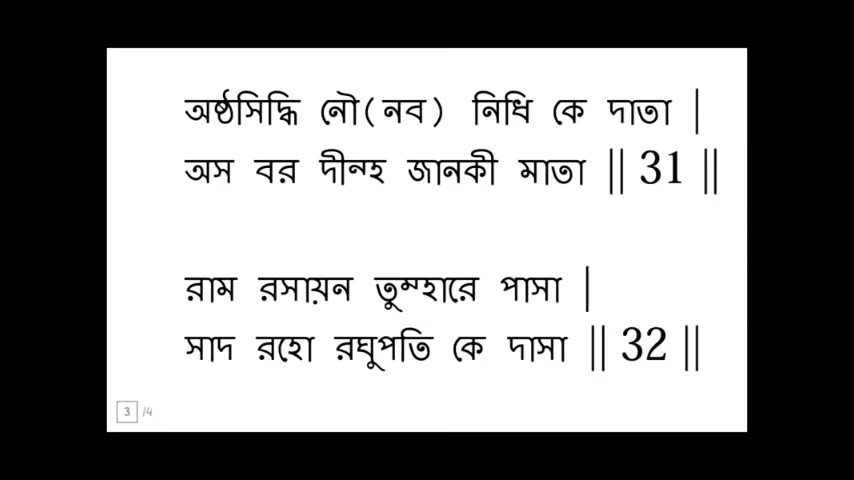 অষ্ঠসিদ্ধি নৌ(নব) নিধি কে দাতা |
অস বর দীন্হ জানকী মাতা || 31 ||
রাম রসায়ন তুম্হারে পাসা |
সাদ রহো রঘুপতি কে দাসা || 32 ||
3 /4